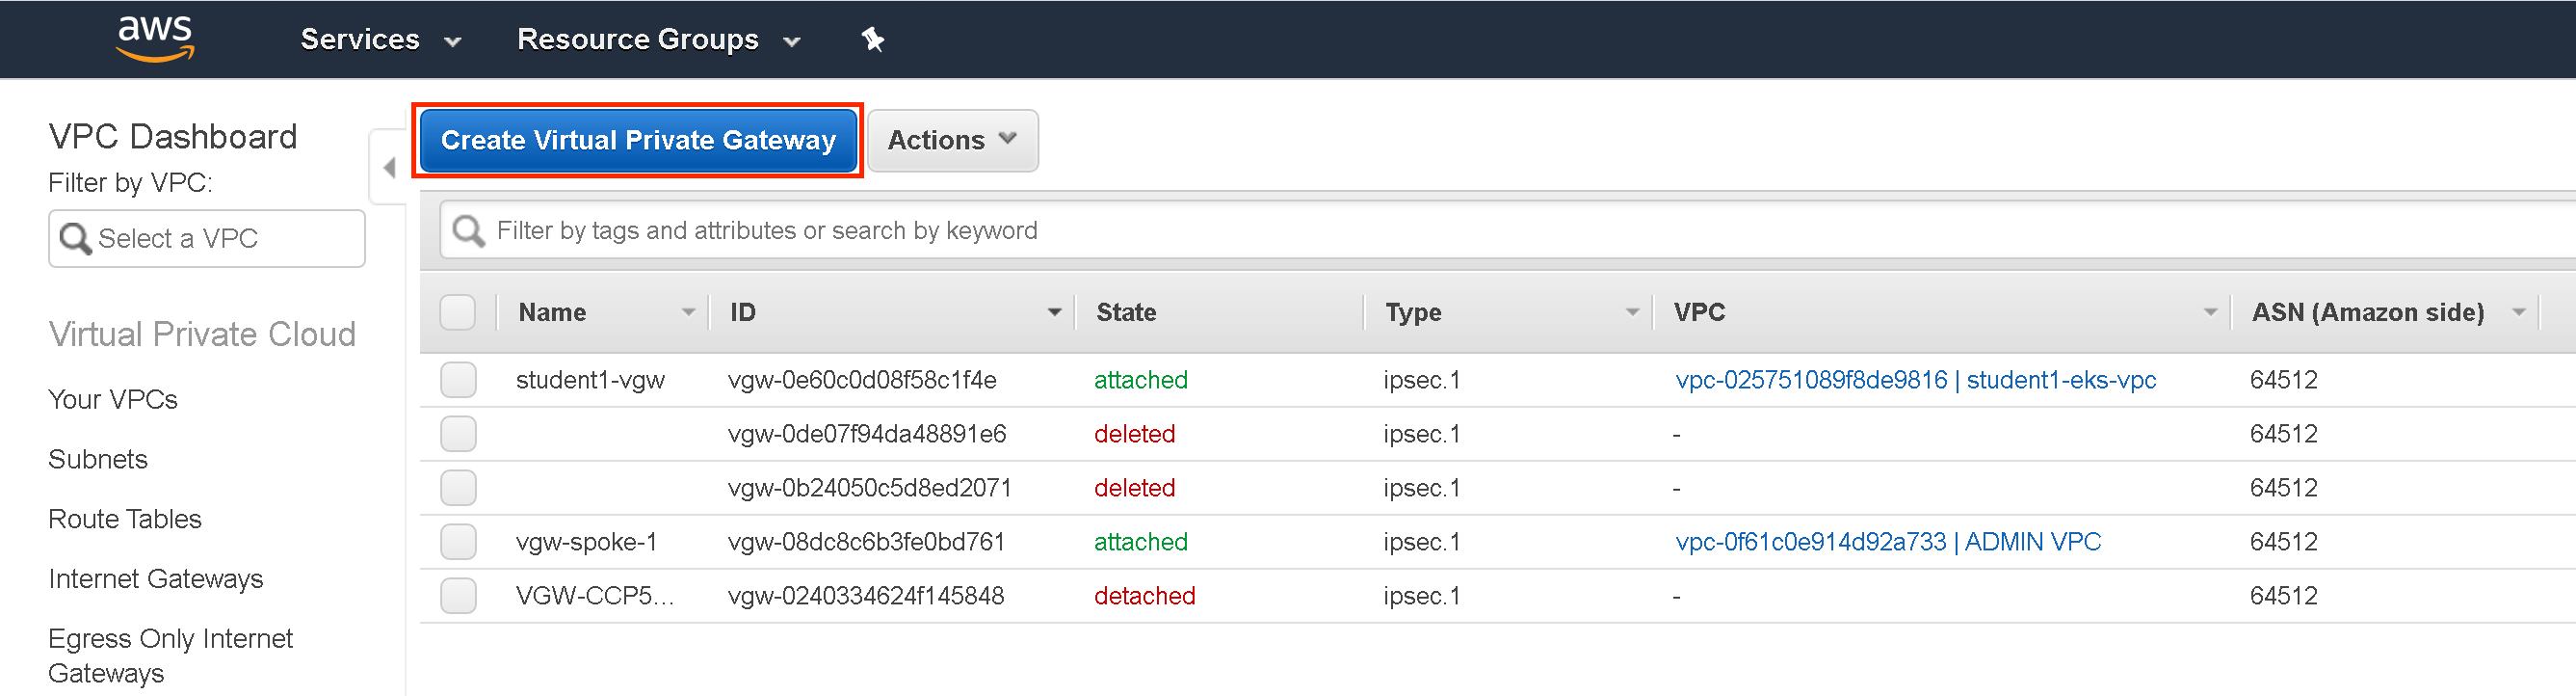 aws Services Resource Groups
VPC Dashboard
Filter by VPC:
Select a VPC
Virtual Private Cloud
Your VPCs
Subnets
Route Tables
Internet Gateways
Egress Only Internet
Gateways
Create Virtual Private Gateway Actions
Filter by tags and attributes or search by keyword
Name ID State Type VPC ASN (Amazon side)
student1-vgw vgw-0e60c0d08f58c1f4e attached ipsec.1 vpc-025751089f8de9816 | student1-eks-vpc 64512
vgw-0de07f94da48891e6 deleted ipsec.1 - 64512
vgw-0b24050c5d8ed2071 deleted ipsec.1 - 64512
vgw-spoke-1 vgw-08dc8c6b3fe0bd761 attached ipsec.1 vpc-0f61c0e914d92a733 | ADMIN VPC 64512
VGW-CCP5... vgw-0240334624f145848 detached ipsec.1 - 64512